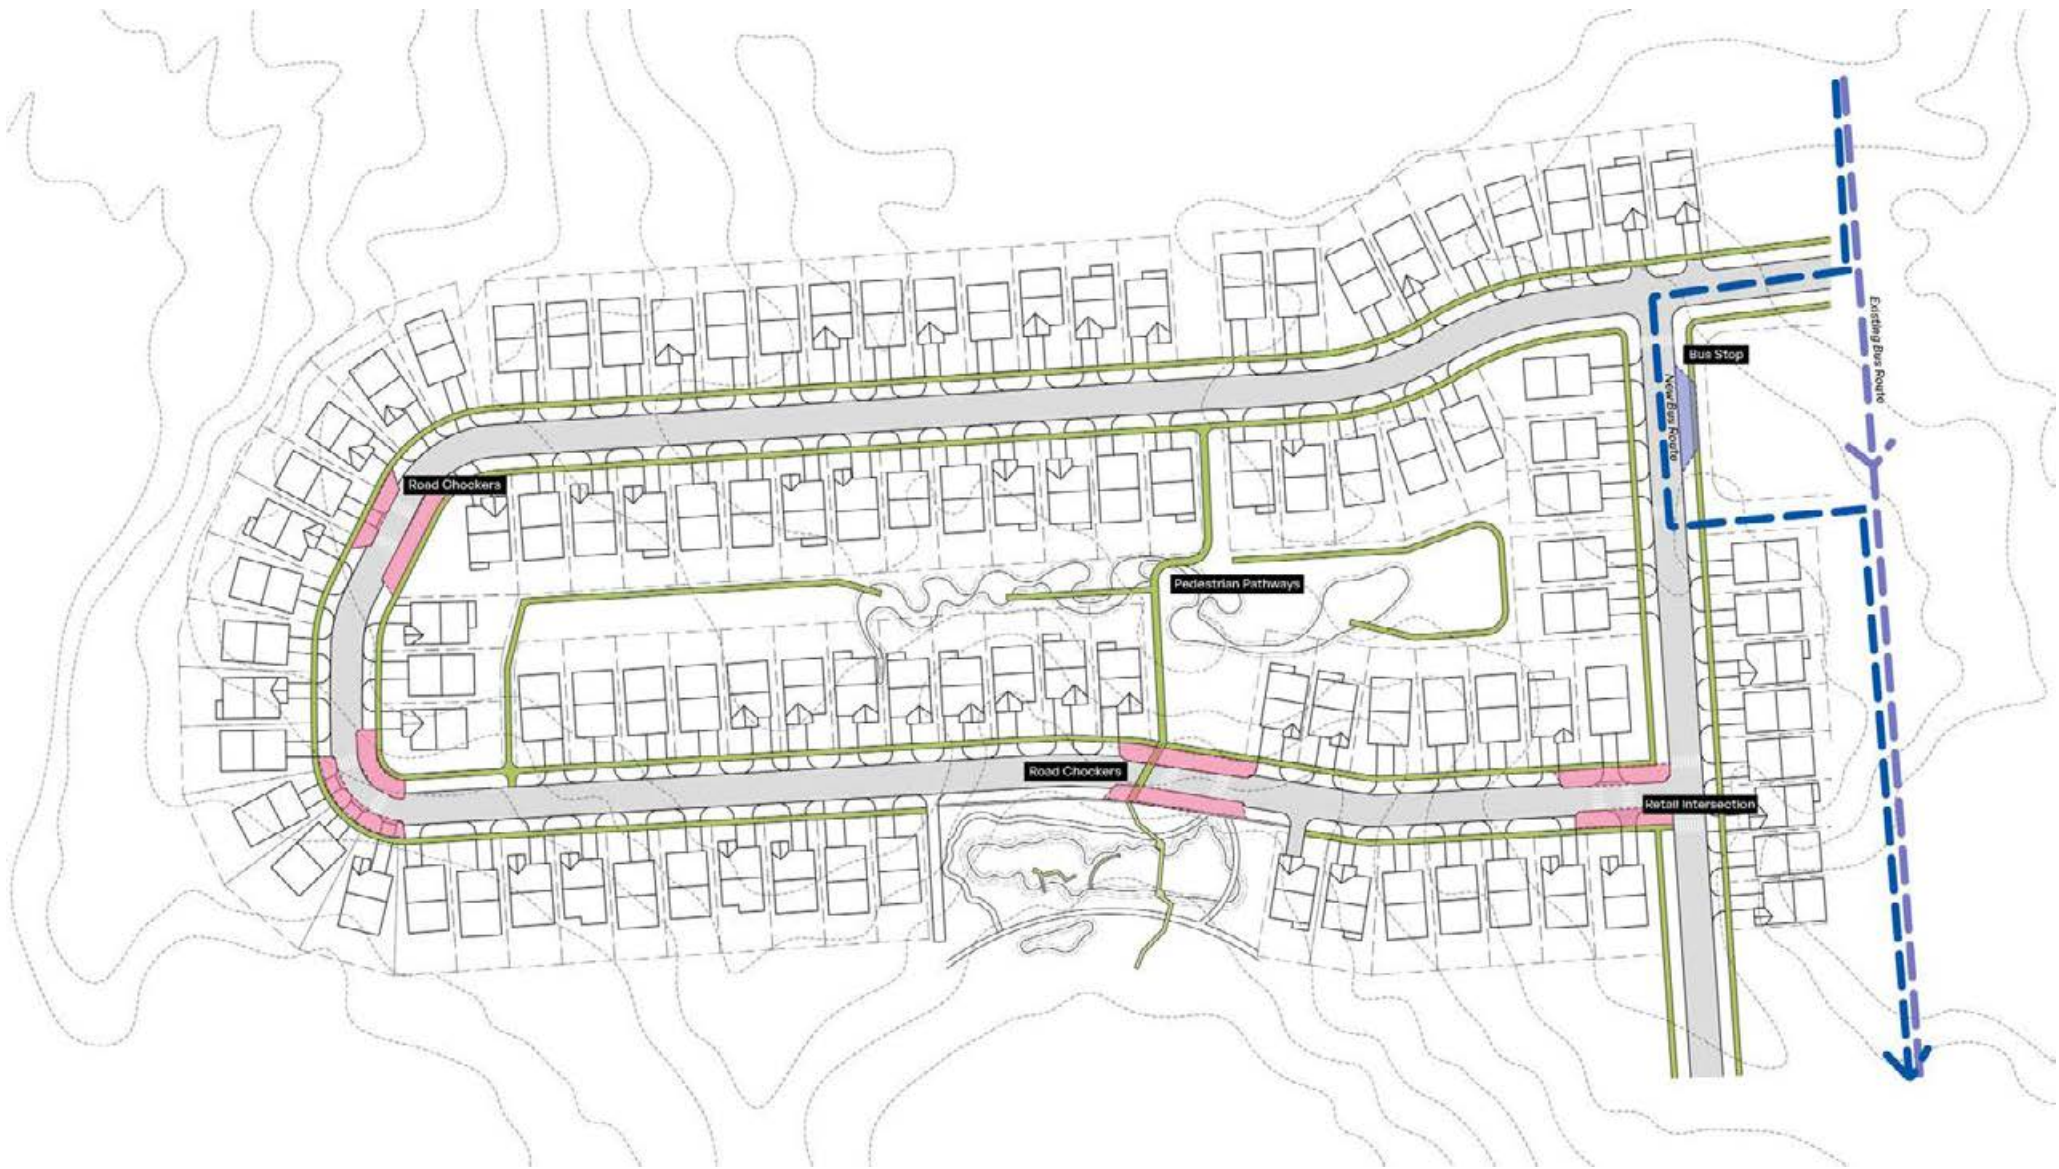 Existing Bus Route
Bus Stop
New Bus Route
Road Chockers
Pedestrian Pathways
Road Chockers
Retail Intersection